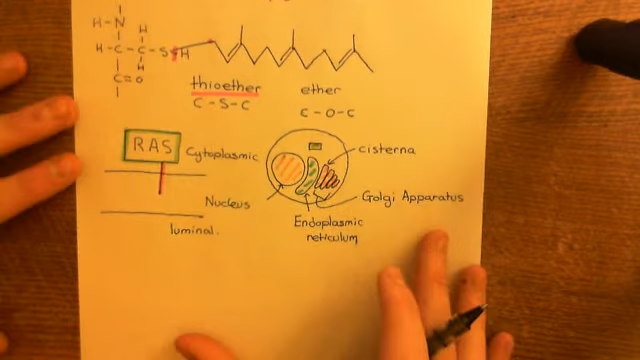 H-N
H
H-C-C-S H
H
C=O
thioether
ether
C-S-C
C-O-C
RAS
Cytoplasmic
cisterna
Nucleus
Golgi Apparatus
Endoplasmic
reticulum
luminal.